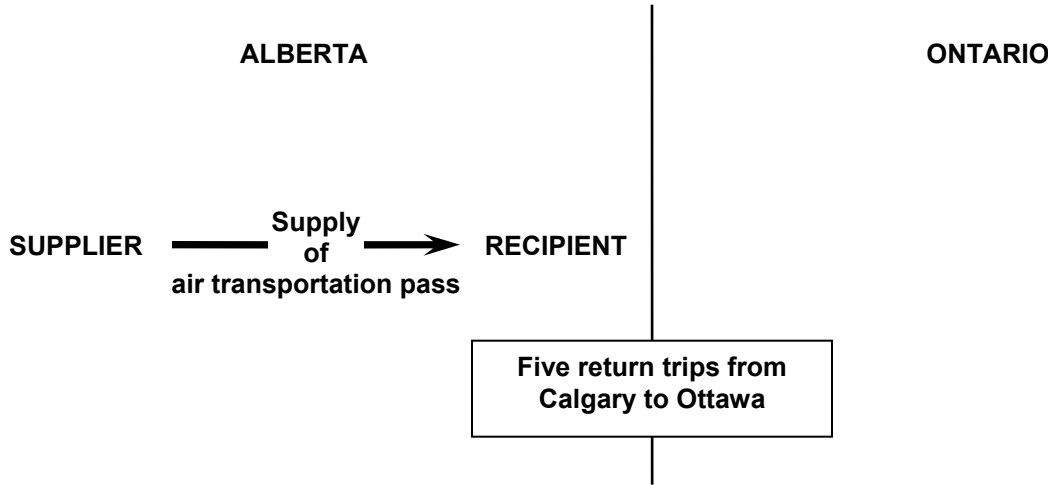 ALBERTA
ONTARIO
SUPPLIER
Supply
of
air transportation pass
RECIPIENT
Five return trips from
Calgary to Ottawa